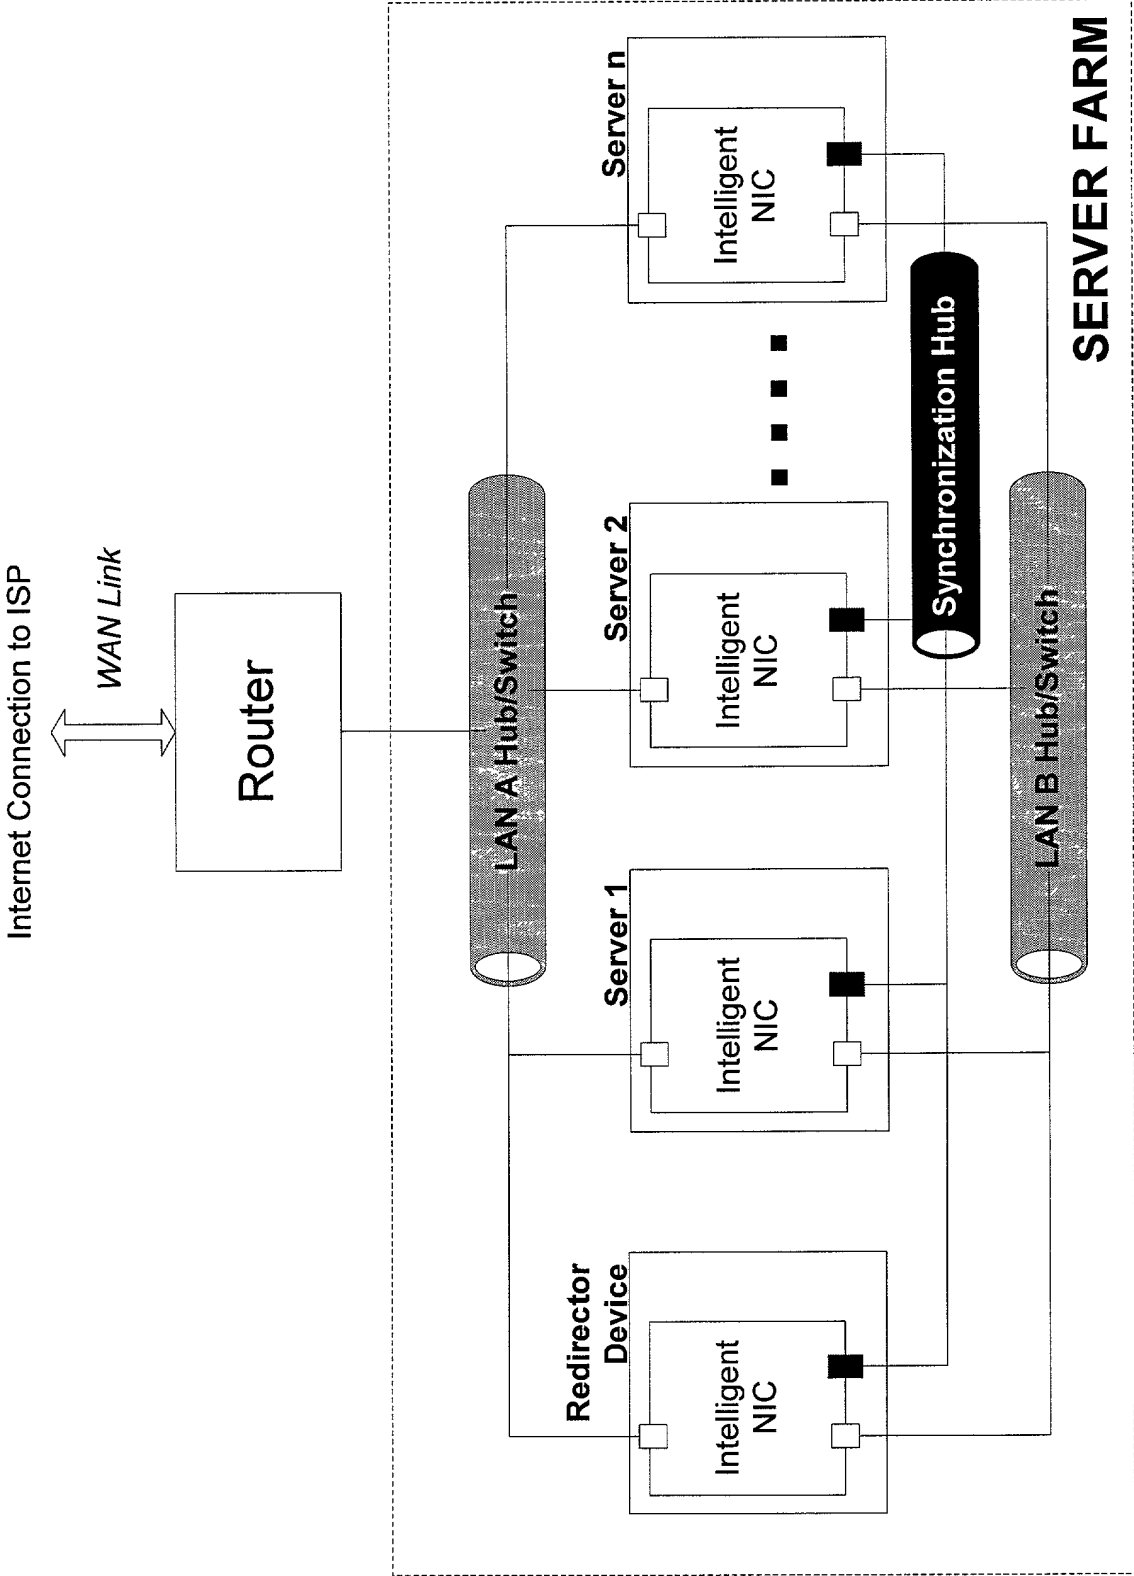 Internet Connection to ISP
WAN Link
Router
LAN A Hub/Switch
Redirector
Device
Server 1
Server 2
Server n
Intelligent
NIC
Intelligent
NIC
Intelligent
NIC
Intelligent
NIC
Synchronization Hub
LAN B Hub/Switch
SERVER FARM